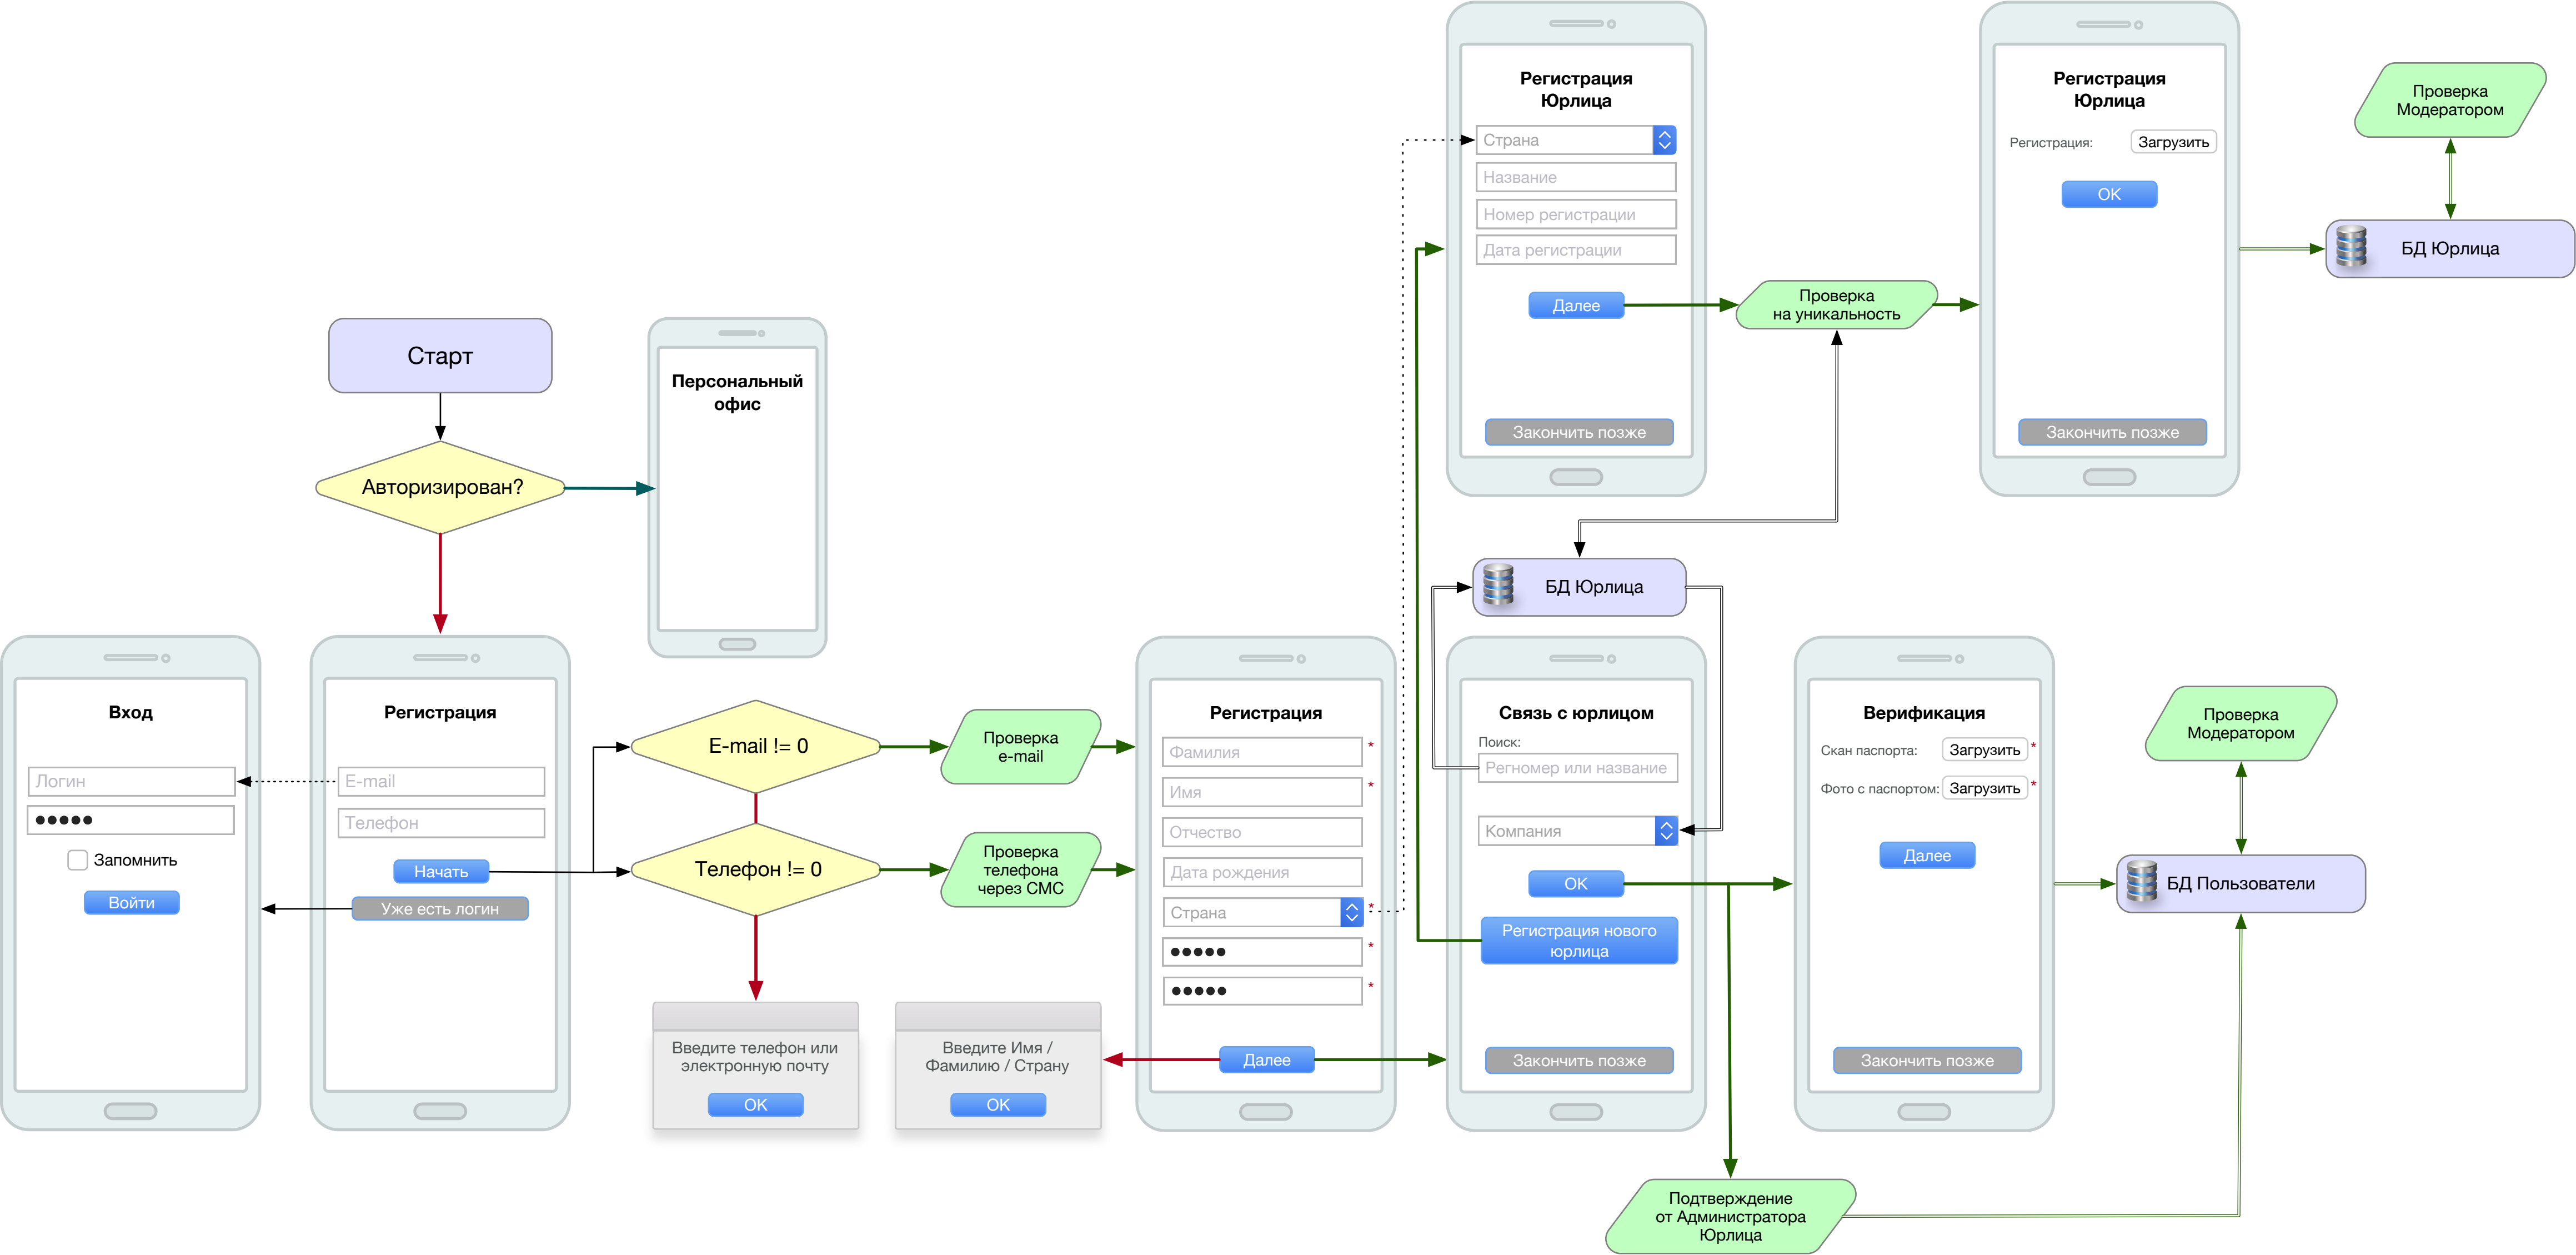 Регистрация
Юрлица
Страна
Название
Номер регистрации
Дата регистрации
Далее
Закончить позже
Проверка
на уникальность
Регистрация
Юрлица
Регистрация:
Загрузить
ОК
Закончить позже
Проверка
Модератором
БД Юрлица
Старт
Авторизирован?
Персональный
офис
БД Юрлица
Вход
Логин
Запомнить
Войти
Регистрация
E-mail
Телефон
Начать
Уже есть логин
E-mail != 0
Телефон != 0
Проверка
e-mail
Проверка
телефона
через СМС
Введите телефон или
электронную почту
ОК
Введите Имя /
Фамилию / Страну
ОК
Регистрация
Фамилия *
Имя *
Отчество
Дата рождения
Страна *
●●●●● *
●●●●● *
Далее
Связь с юрлицом
Поиск:
Регномер или название
Компания
ОК
Регистрация нового
юрлица
Закончить позже
Верификация
Скан паспорта: Загрузить *
Фото с паспортом: Загрузить *
Далее
Закончить позже
Проверка
Модератором
БД Пользователи
Подтверждение
от Администратора
Юрлица